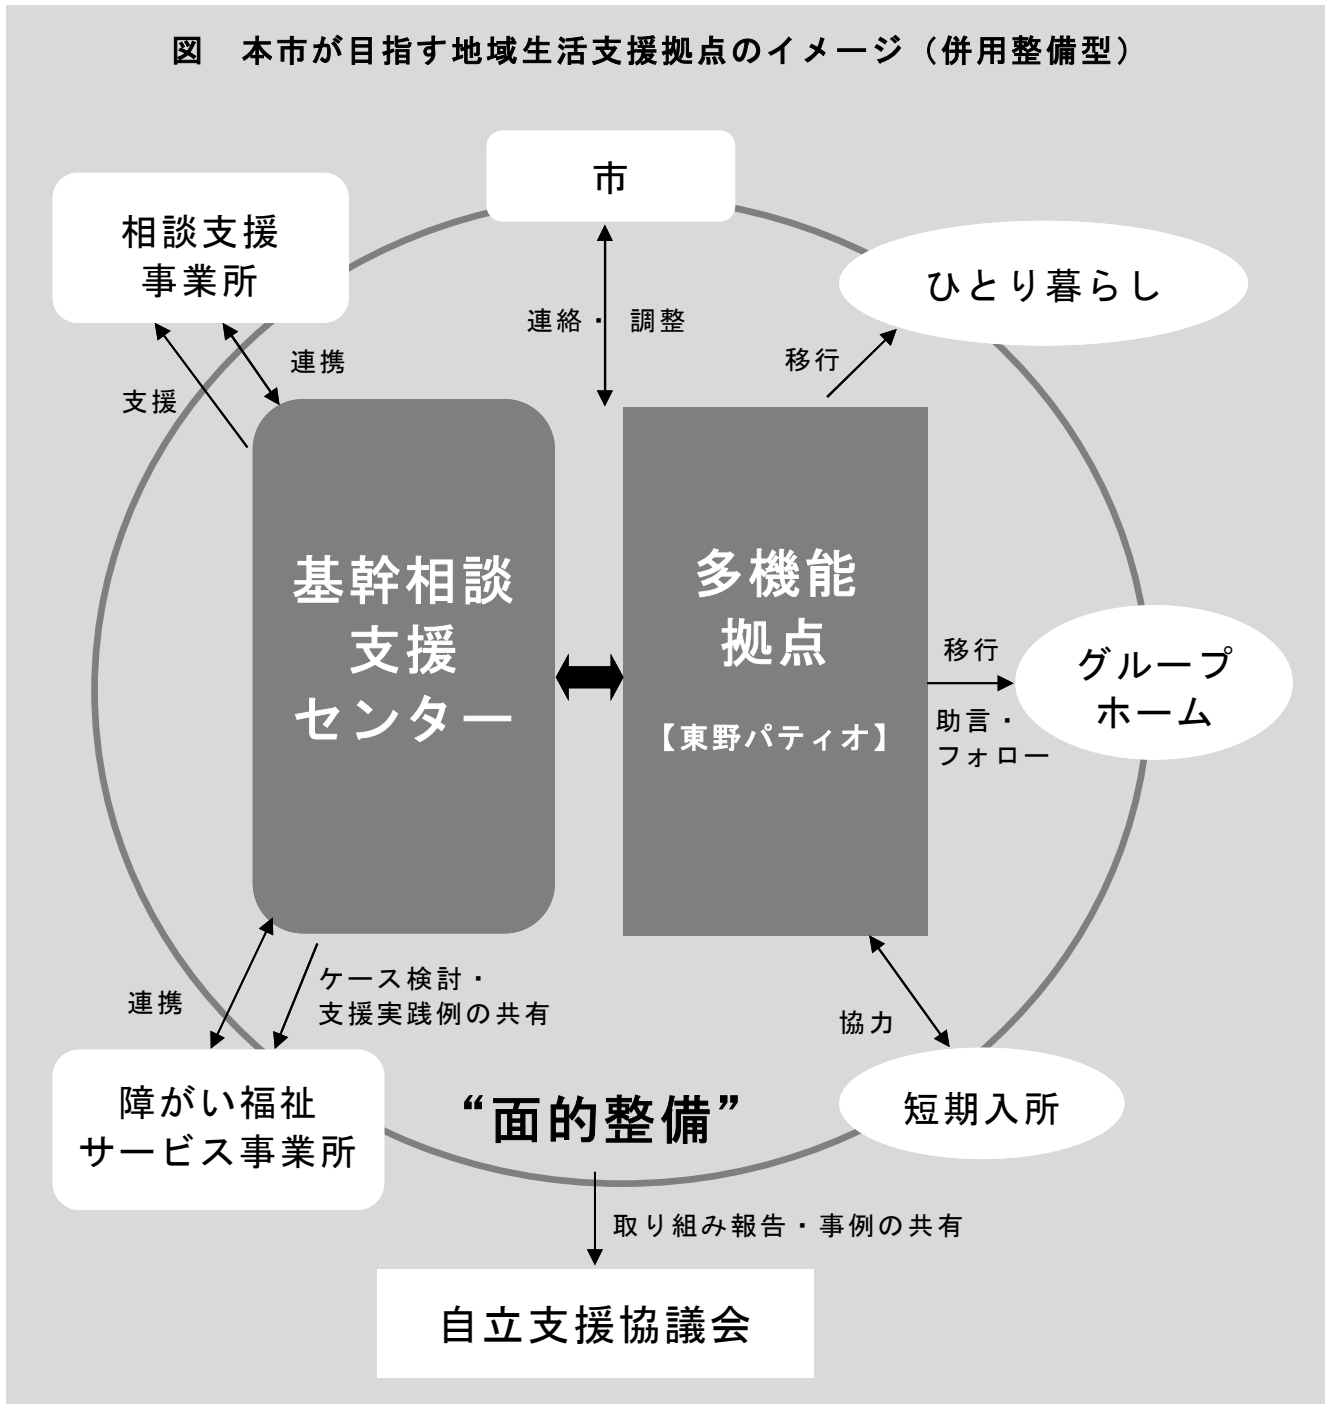 図　本市が目指す地域生活支援拠点のイメージ（併用整備型）
市
相談支援
事業所
ひとり暮らし
連絡・ 調整
連携
移行
支援
基幹相談
支援
センター
多機能
拠点
【東野パティオ】
移行
助言・
フォロー
グループ
ホーム
ケース検討・
支援実践例の共有
連携
協力
障がい福祉
サービス事業所
“面的整備”
短期入所
取り組み報告・事例の共有
自立支援協議会